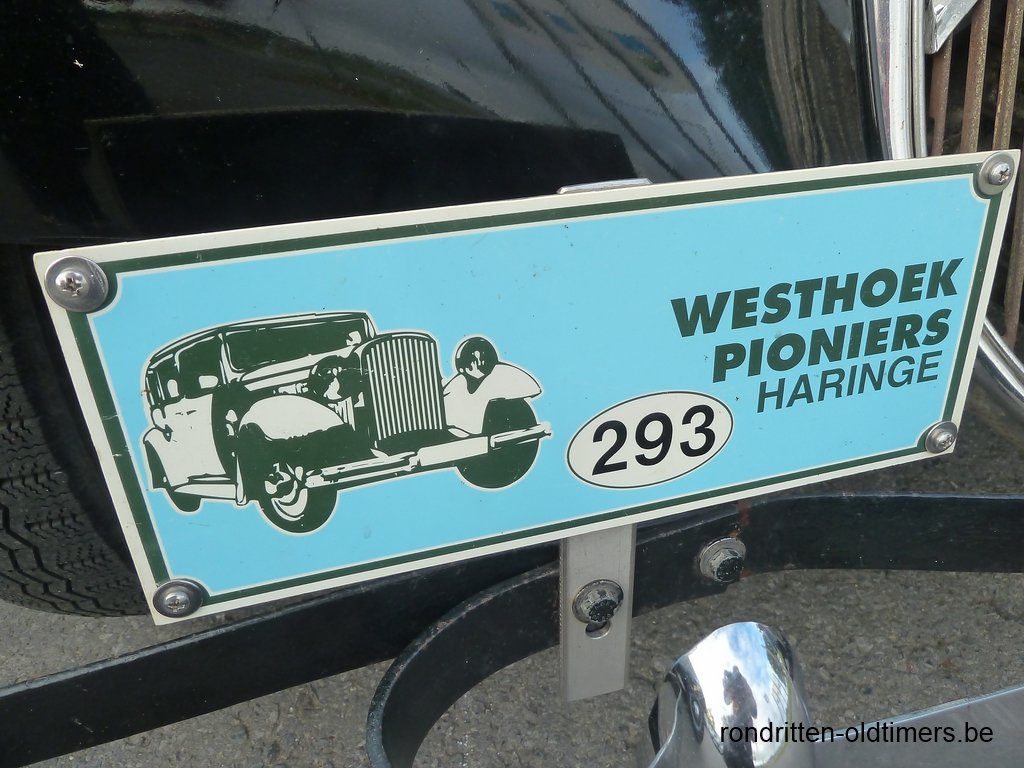 WESTHOEK
PIONIERS
HARINGE
293
rondritten-oldtimers.be